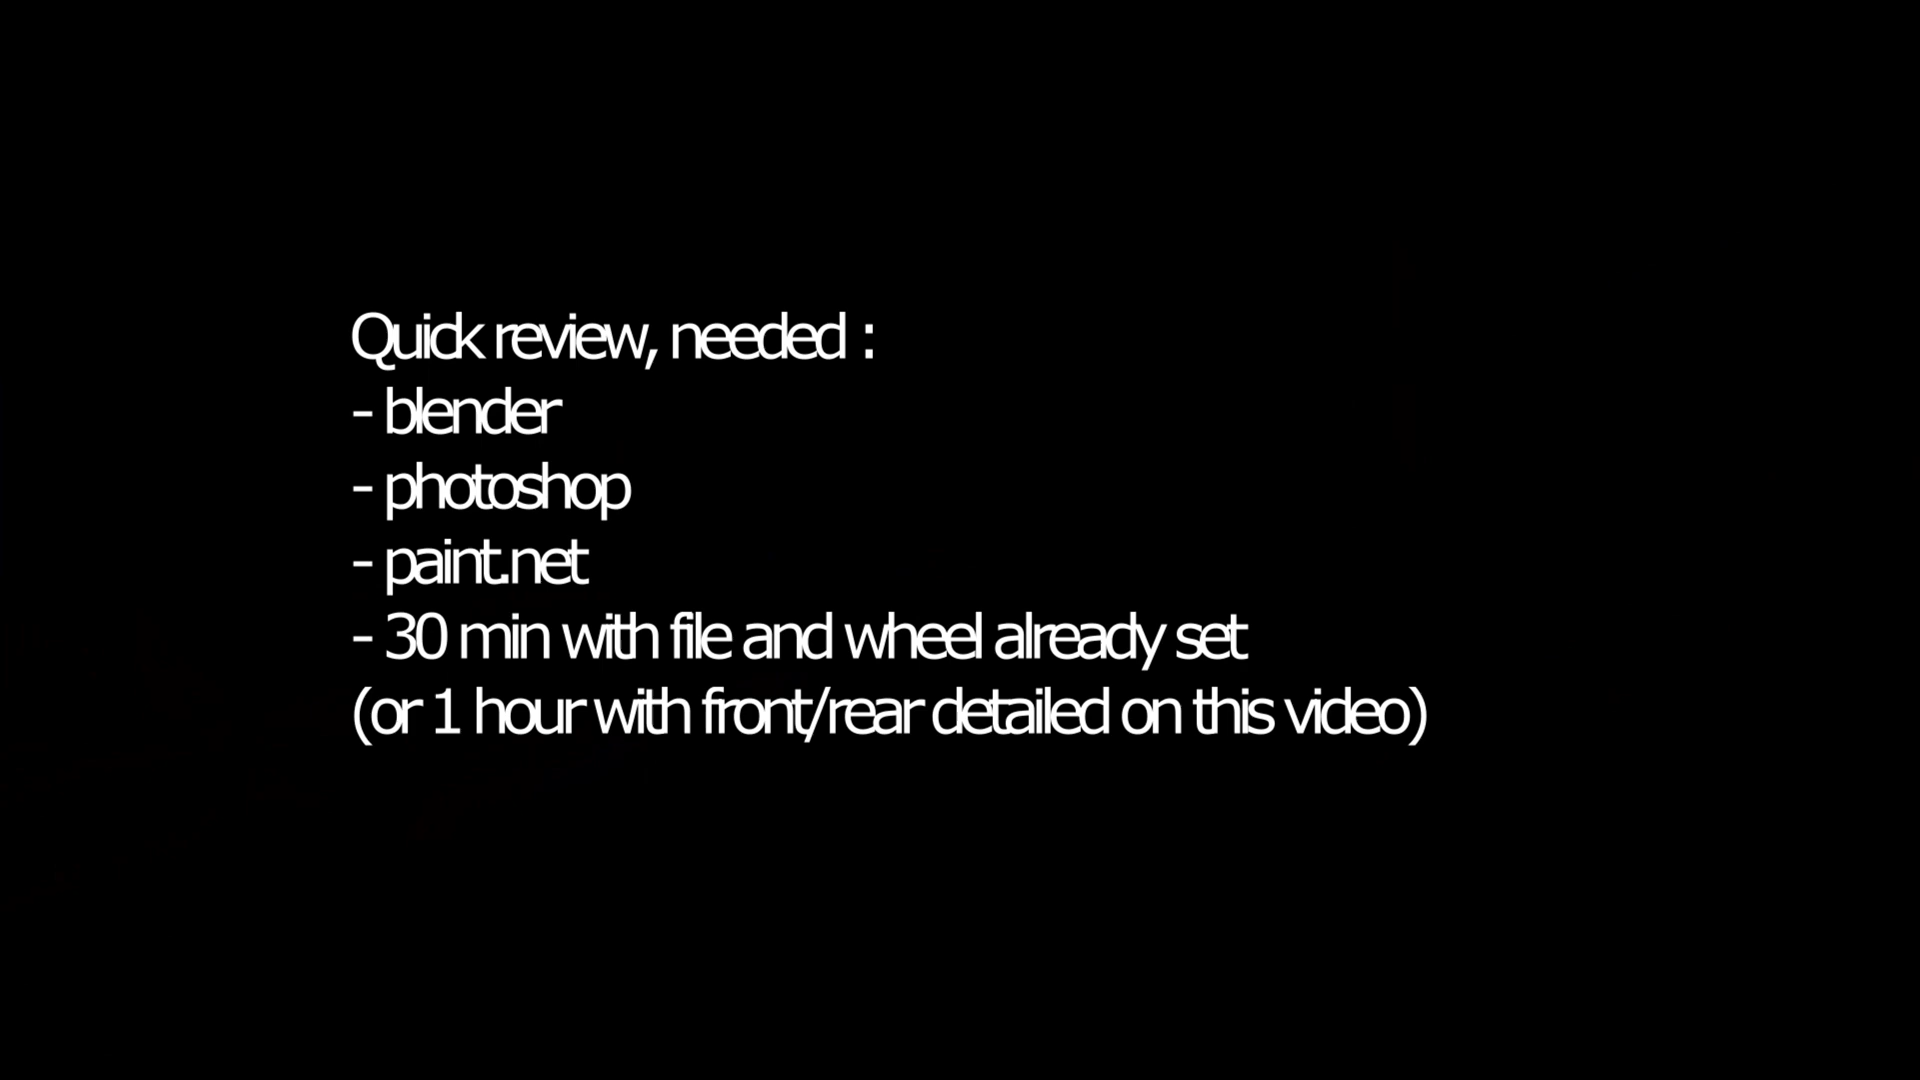 Quick review, needed :
- blender
- photoshop
- paint.net
- 30 min with file and wheel already set
(or 1 hour with front/rear detailed on this video)